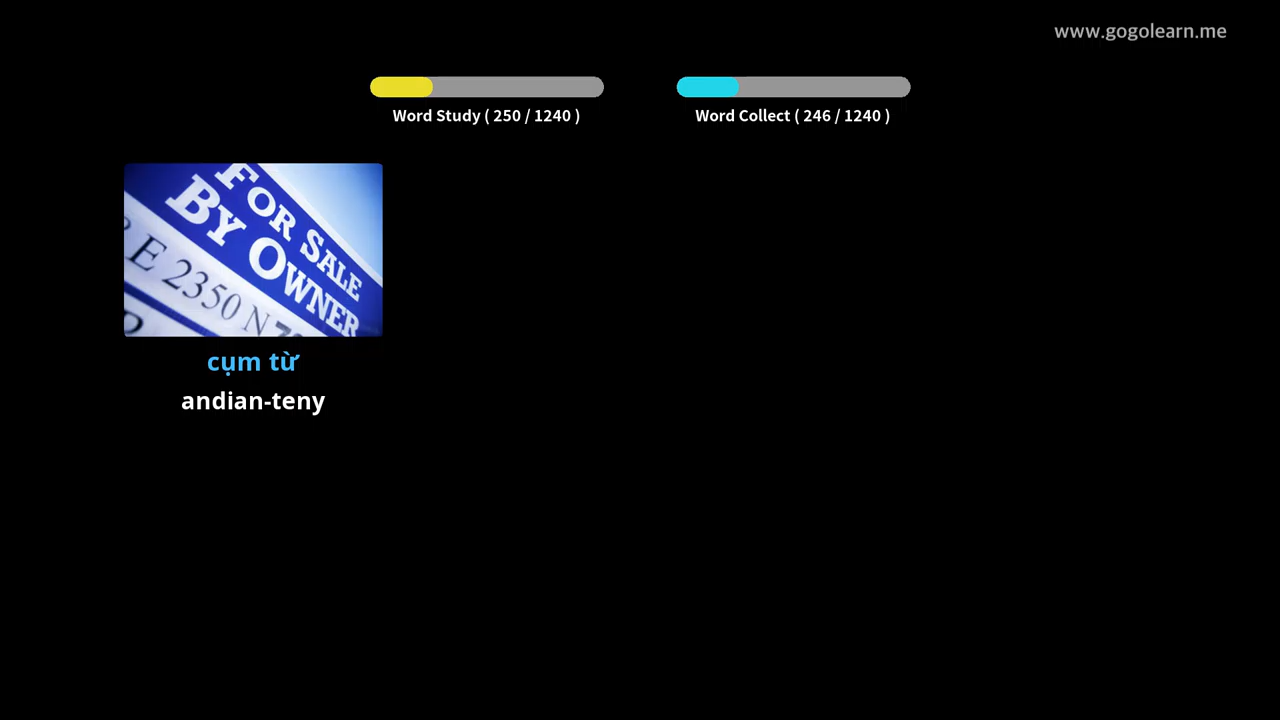 www.gogolearn.me
Word Study ( 250 / 1240 )
Word Collect ( 246 / 1240 )
FOR SALE
BY OWNER
E 2350 N
cụm từ
andian-teny